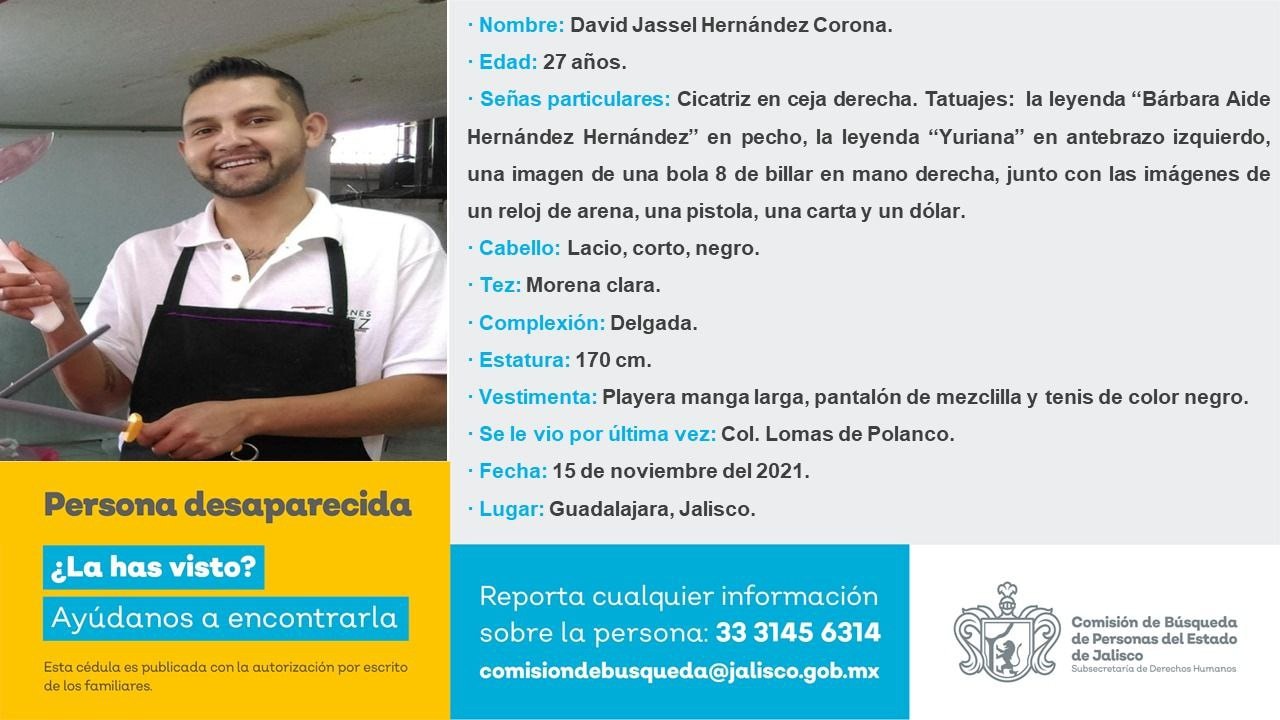 · Nombre: David Jassel Hernández Corona.
· Edad: 27 años.
· Señas particulares: Cicatriz en ceja derecha. Tatuajes: la leyenda “Bárbara Aide
Hernández Hernández” en pecho, la leyenda “Yuriana” en antebrazo izquierdo,
una imagen de una bola 8 de billar en mano derecha, junto con las imágenes de
un reloj de arena, una pistola, una carta y un dólar.
· Cabello: Lacio, corto, negro.
· Tez: Morena clara.
· Complexión: Delgada.
· Estatura: 170 cm.
· Vestimenta: Playera manga larga, pantalón de mezclilla y tenis de color negro.
· Se le vio por última vez: Col. Lomas de Polanco.
· Fecha: 15 de noviembre del 2021.
· Lugar: Guadalajara, Jalisco.
Persona desaparecida
¿La has visto?
Ayúdanos a encontrarla
Esta cédula es publicada con la autorización por escrito
de los familiares.
Reporta cualquier información
sobre la persona: 33 3145 6314
comisiondebusqueda@jalisco.gob.mx
Comisión de Búsqueda
de Personas del Estado
de Jalisco
Subsecretaría de Derechos Humanos